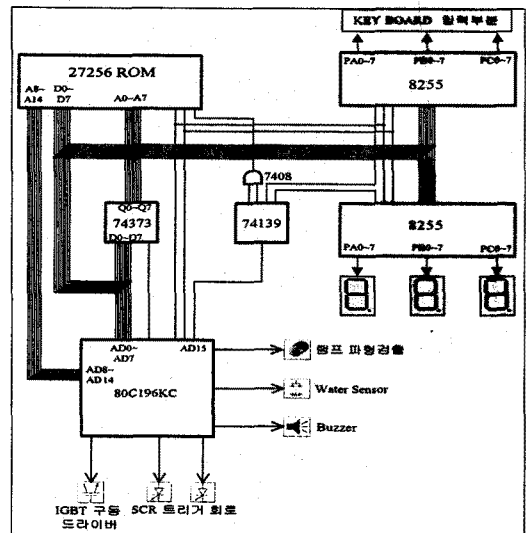 KEY BOARD 입력부분
27256 ROM
A8~
A14
D0~
D7
A0~A7
PA0~7
PB0~7
PC0~7
8255
7408
Q0~Q7
74373
D0~D7
74139
8255
PA0~7
PB0~7
PC0~7
AD0~
AD7
AD15
AD8~
AD14
80C196KC
램프 파형검출
Water Sensor
Buzzer
IGBT 구동
드라이버
SCR 트리거 회로